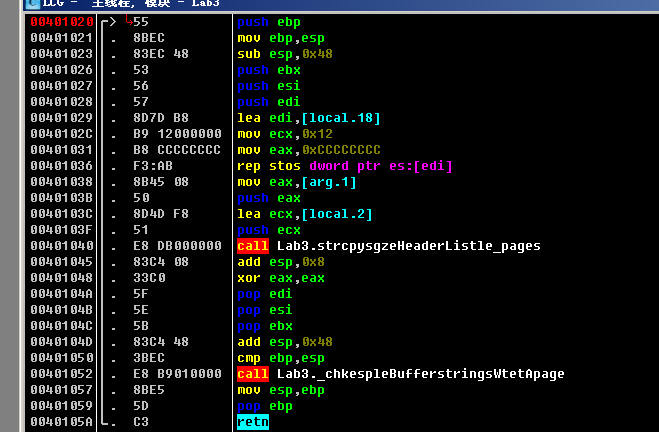 LCG - 主线程, 模块 - Lab3
00401020 > 55 push ebp
00401021 . 8BEC mov ebp,esp
00401023 . 83EC 48 sub esp,0x48
00401026 . 53 push ebx
00401027 . 56 push esi
00401028 . 57 push edi
00401029 . 8D7D B8 lea edi,[local.18]
0040102C . B9 12000000 mov ecx,0x12
00401031 . B8 CCCCCCCC mov eax,0xCCCCCCCC
00401036 . F3:AB rep stos dword ptr es:[edi]
00401038 . 8B45 08 mov eax,[arg.1]
0040103B . 50 push eax
0040103C . 8D4D F8 lea ecx,[local.2]
0040103F . 51 push ecx
00401040 . E8 DB000000 call Lab3.strcpysgzeHeaderListle_pages
00401045 . 83C4 08 add esp,0x8
00401048 . 33C0 xor eax,eax
0040104A . 5F pop edi
0040104B . 5E pop esi
0040104C . 5B pop ebx
0040104D . 83C4 48 add esp,0x48
00401050 . 3BEC cmp ebp,esp
00401052 . E8 B9010000 call Lab3._chkespleBufferstringsWtetApage
00401057 . 8BE5 mov esp,ebp
00401059 . 5D pop ebp
0040105A . C3 retn